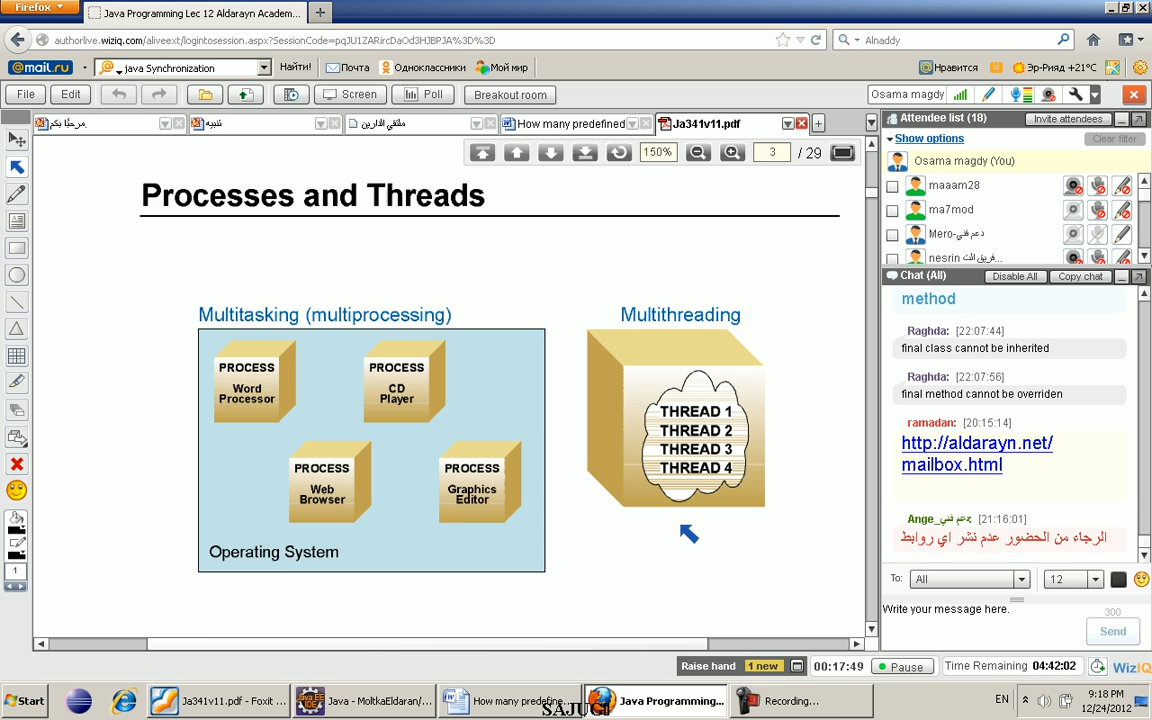 Firefox
Java Programming Lec 12 Aldarayn Academ...
authorlive.wiziq.com/aliveext/logintosession.aspx?SessionCode=pqJU1ZARircDaOd3HJBPJA%3D%3D
Alnaddy
@mail.ru
java Synchronization
Найти!
Почта
Одноклассники
Мой мир
Нравится
Эр-Рияд +21°C
File
Edit
Screen
Poll
Breakout room
Osama magdy
مرحبًا بكم.
تنبيه
ملتقي الدارين
How many predefined
Ja341v11.pdf
150%
3
/ 29
Processes and Threads
Multitasking (multiprocessing)
PROCESS
Word
Processor
PROCESS
CD
Player
PROCESS
Web
Browser
PROCESS
Graphics
Editor
Operating System
Multithreading
THREAD 1
THREAD 2
THREAD 3
THREAD 4
1
Attendee list (18)
Invite attendees
Show options
Clear filter
Osama magdy (You)
maaam28
ma7mod
Mero-دعم فني
nesrin فريق الت...
Chat (All)
Disable All
Copy chat
method
Raghda: [22:07:44]
final class cannot be inherited
Raghda: [22:07:56]
final method cannot be overriden
ramadan: [20:15:14]
http://aldarayn.net/
mailbox.html
Ange_دعم فني: [21:16:01]
الرجاء من الحضور عدم نشر اي روابط
To:
All
12
Write your message here.
300
Send
Raise hand
1 new
00:17:49
Pause
Time Remaining 04:42:02
WizIQ
Start
Ja341v11.pdf - Foxit ...
Java - MoltkaEldaran/...
How many predefine...
Java Programming...
Recording...
SAJUGI
EN
9:18 PM
12/24/2012